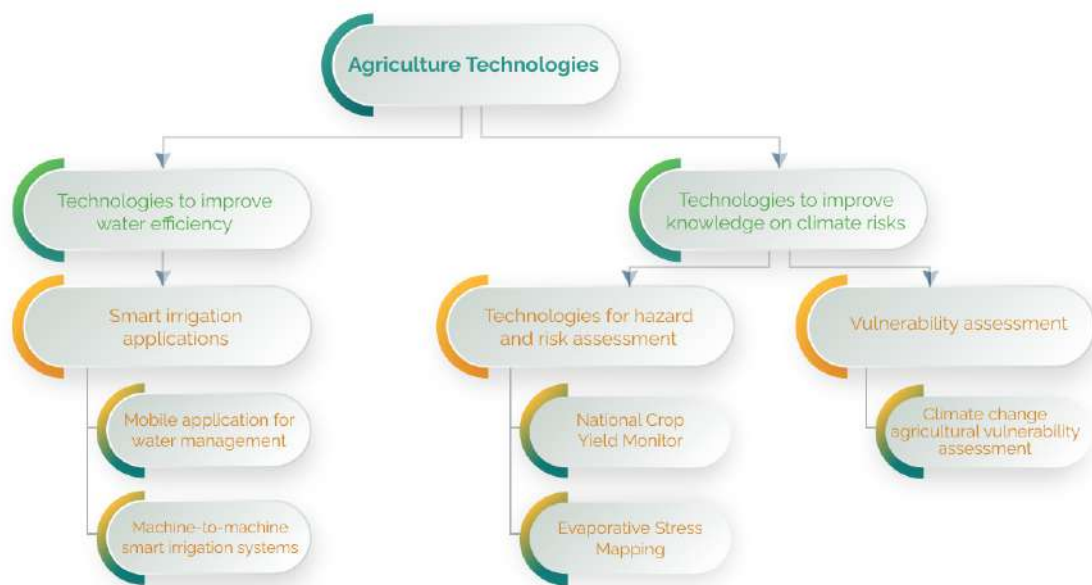 Agriculture Technologies
Technologies to improve
water efficiency
Technologies to improve
knowledge on climate risks
Smart irrigation
applications
Technologies for hazard
and risk assessment
Vulnerability assessment
Mobile application for
water management
National Crop
Yield Monitor
Climate change
agricultural vulnerability
assessment
Machine-to-machine
smart irrigation systems
Evaporative Stress
Mapping